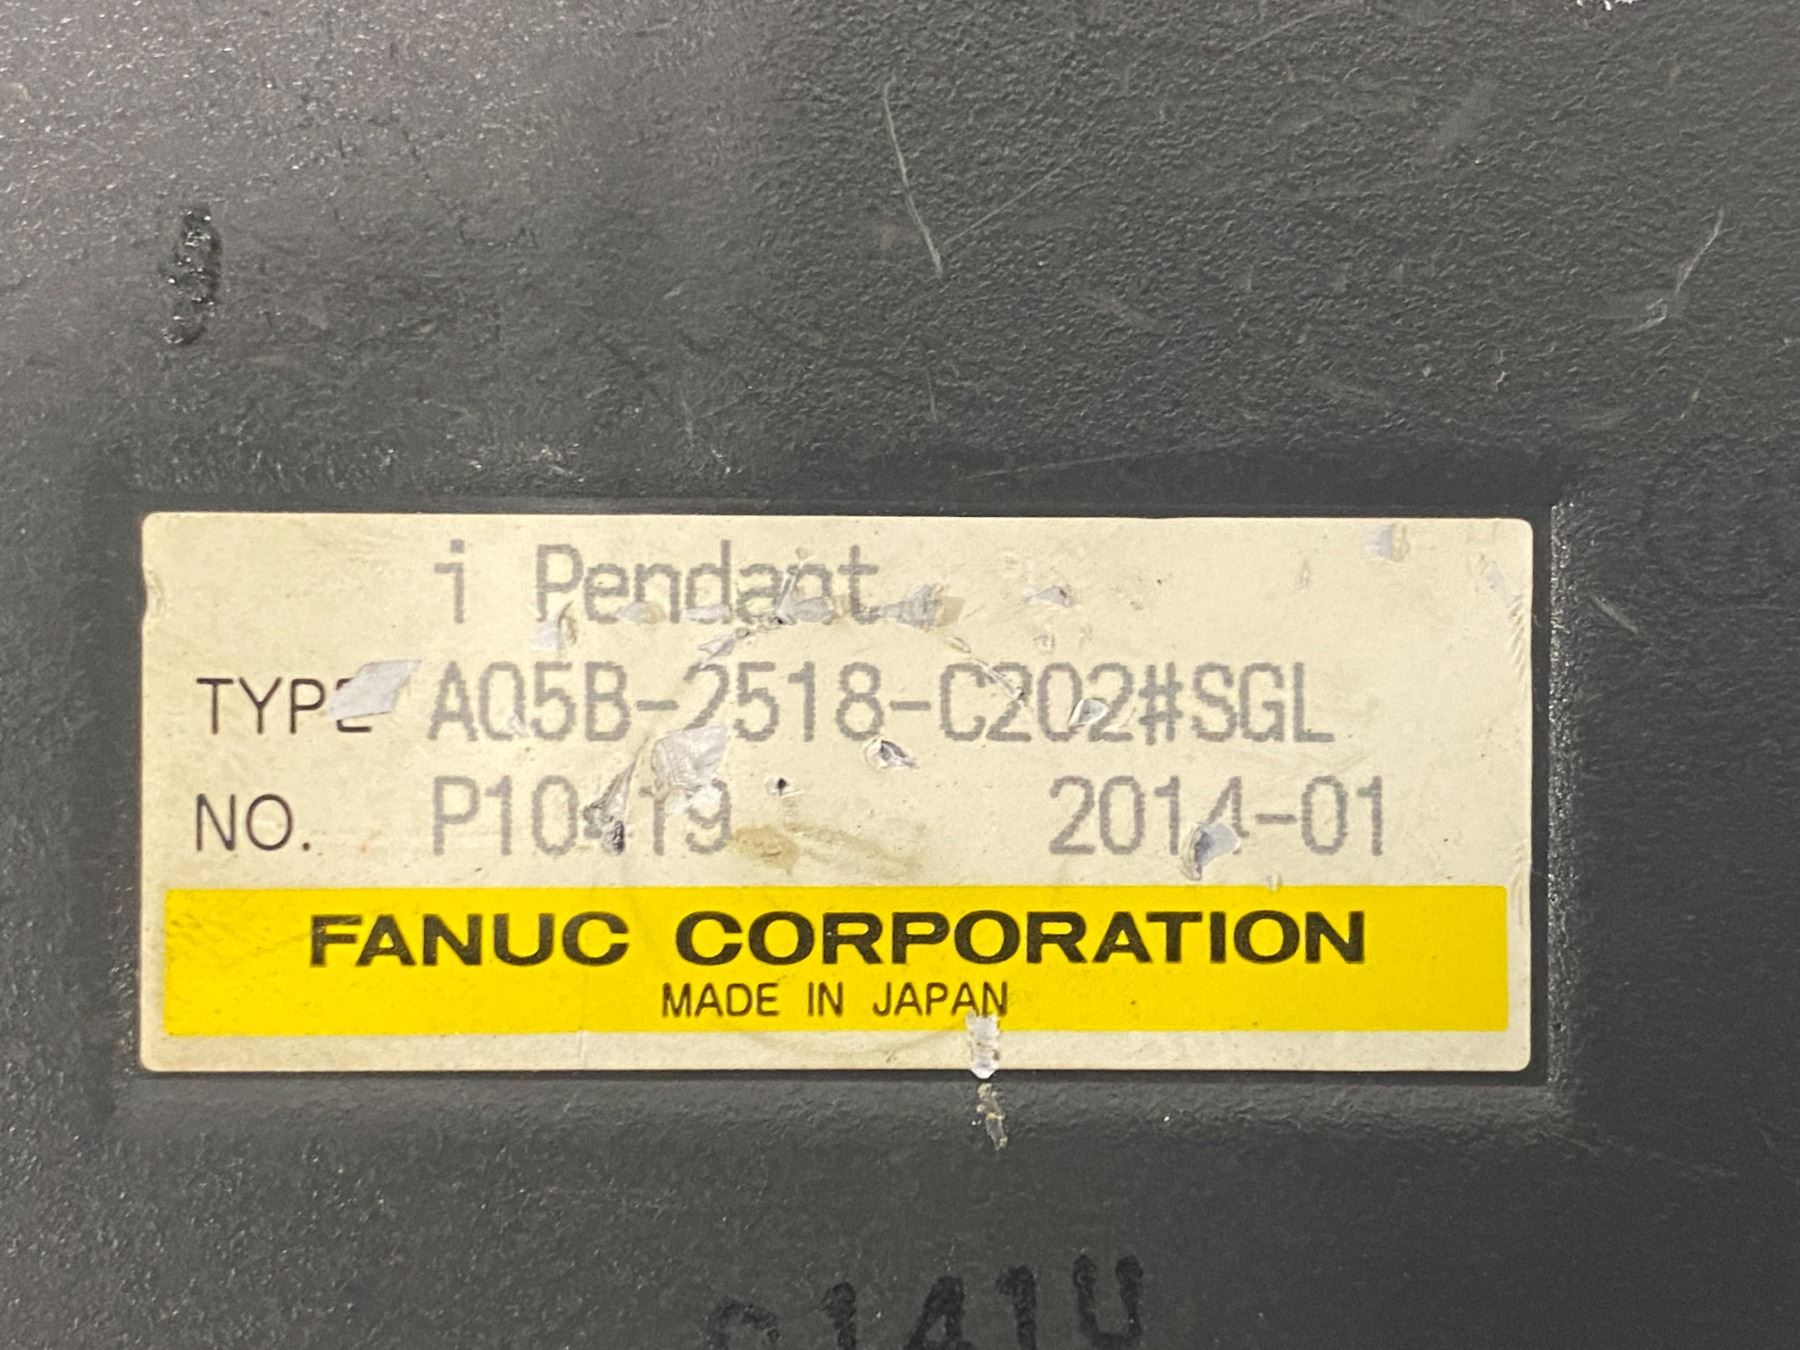 i Pendant
TYPE A05B-2518-C202#SGL
NO. P10419 2014-01
FANUC CORPORATION
MADE IN JAPAN